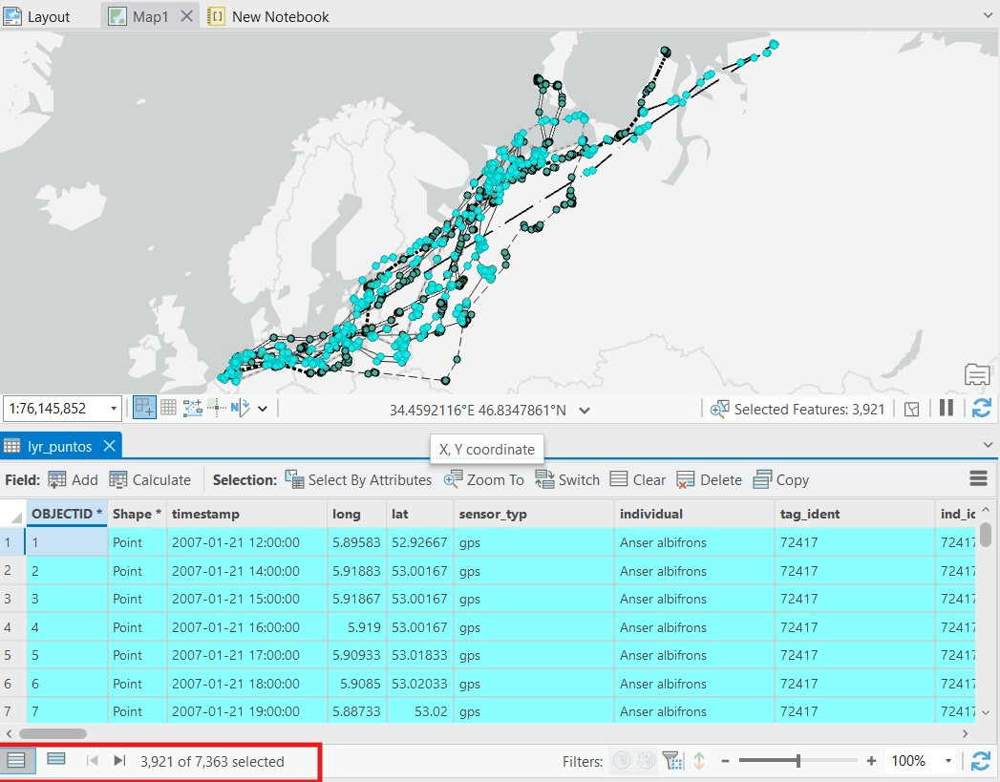 Layout Map1 New Notebook
1:76,145,852 34.4592116°E 46.8347861°N Selected Features: 3,921
lyr_puntos
X, Y coordinate
Field: Add Calculate Selection: Select By Attributes Zoom To Switch Clear Delete Copy
OBJECTID * Shape * timestamp long lat sensor_typ individual tag_ident ind_ic
1 1 Point 2007-01-21 12:00:00 5.89583 52.92667 gps Anser albifrons 72417 72417
2 2 Point 2007-01-21 14:00:00 5.91883 53.00167 gps Anser albifrons 72417 72417
3 3 Point 2007-01-21 15:00:00 5.91867 53.00167 gps Anser albifrons 72417 72417
4 4 Point 2007-01-21 16:00:00 5.919 53.00167 gps Anser albifrons 72417 72417
5 5 Point 2007-01-21 17:00:00 5.90933 53.01833 gps Anser albifrons 72417 72417
6 6 Point 2007-01-21 18:00:00 5.9085 53.02033 gps Anser albifrons 72417 72417
7 7 Point 2007-01-21 19:00:00 5.88733 53.02 gps Anser albifrons 72417 72417
3,921 of 7,363 selected Filters: 100%